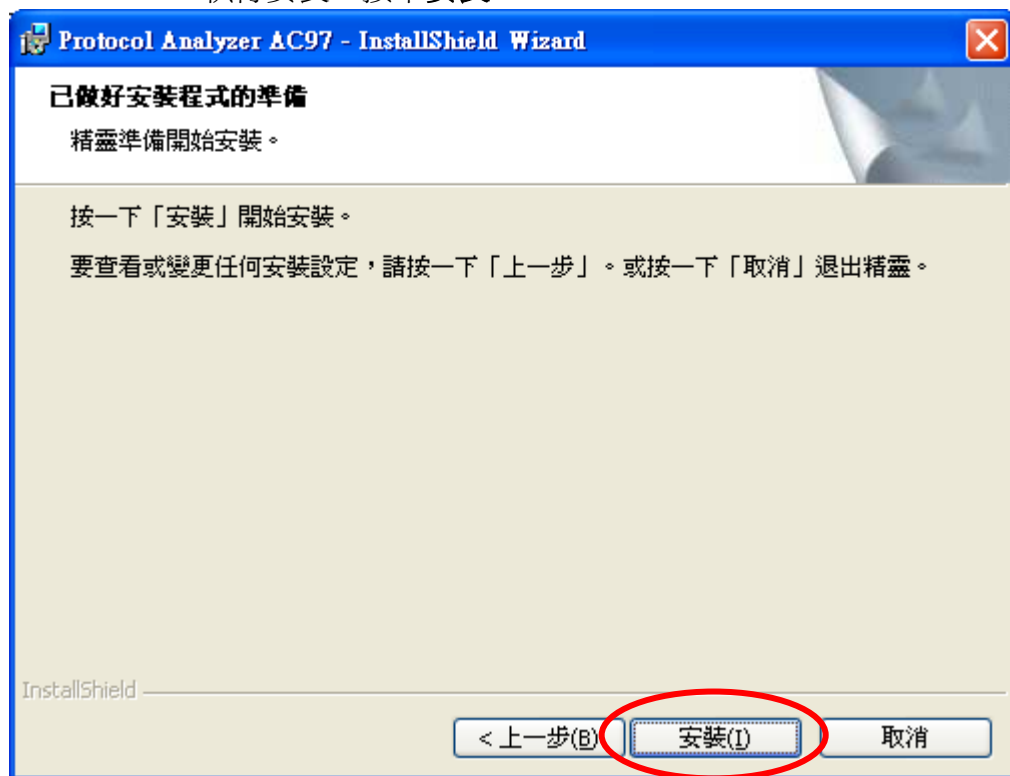 Protocol Analyzer AC97 - InstallShield Wizard
已做好安裝程式的準備
精靈準備開始安裝。
按一下「安裝」開始安裝。
要查看或變更任何安裝設定，請按一下「上一步」。或按一下「取消」退出精靈。
InstallShield
< 上一步(B) 安裝(I) 取消